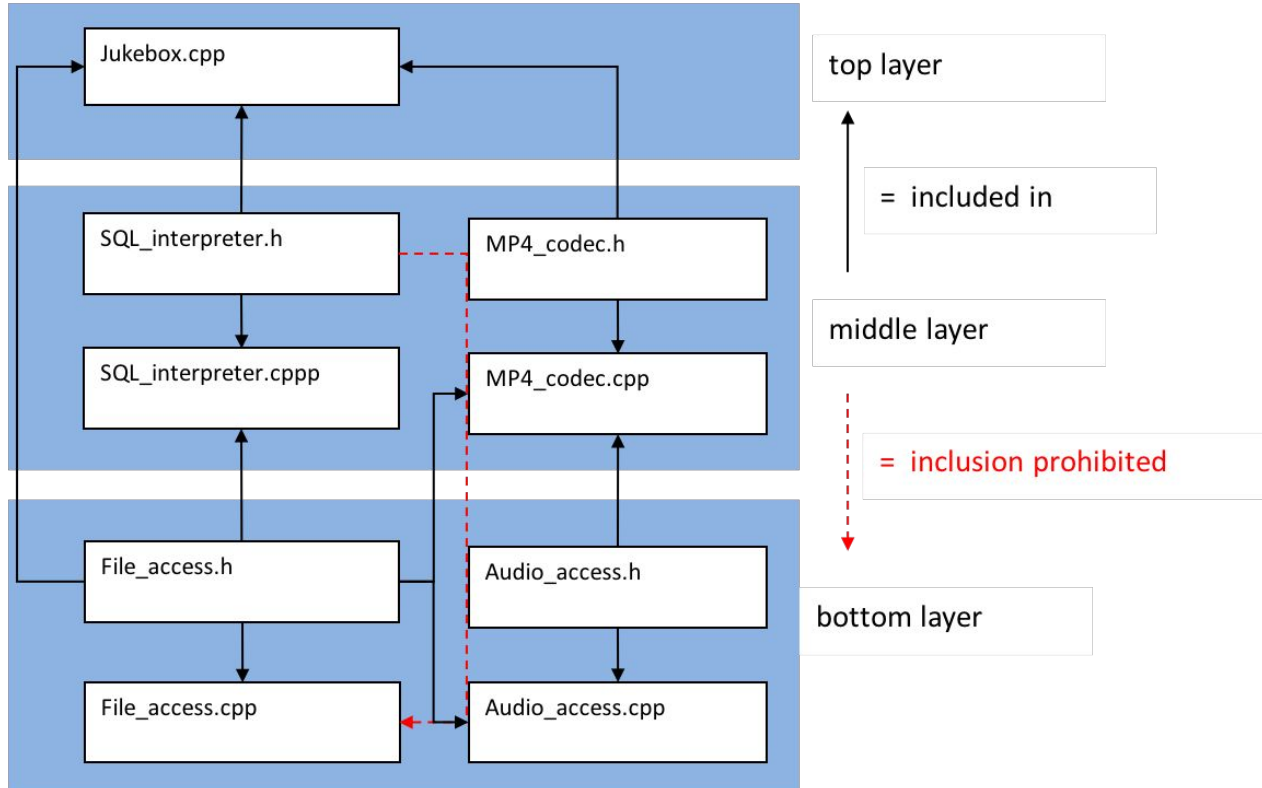 Jukebox.cpp
top layer
= included in
SQL_interpreter.h
MP4_codec.h
middle layer
SQL_interpreter.cppp
MP4_codec.cpp
= inclusion prohibited
File_access.h
Audio_access.h
bottom layer
File_access.cpp
Audio_access.cpp